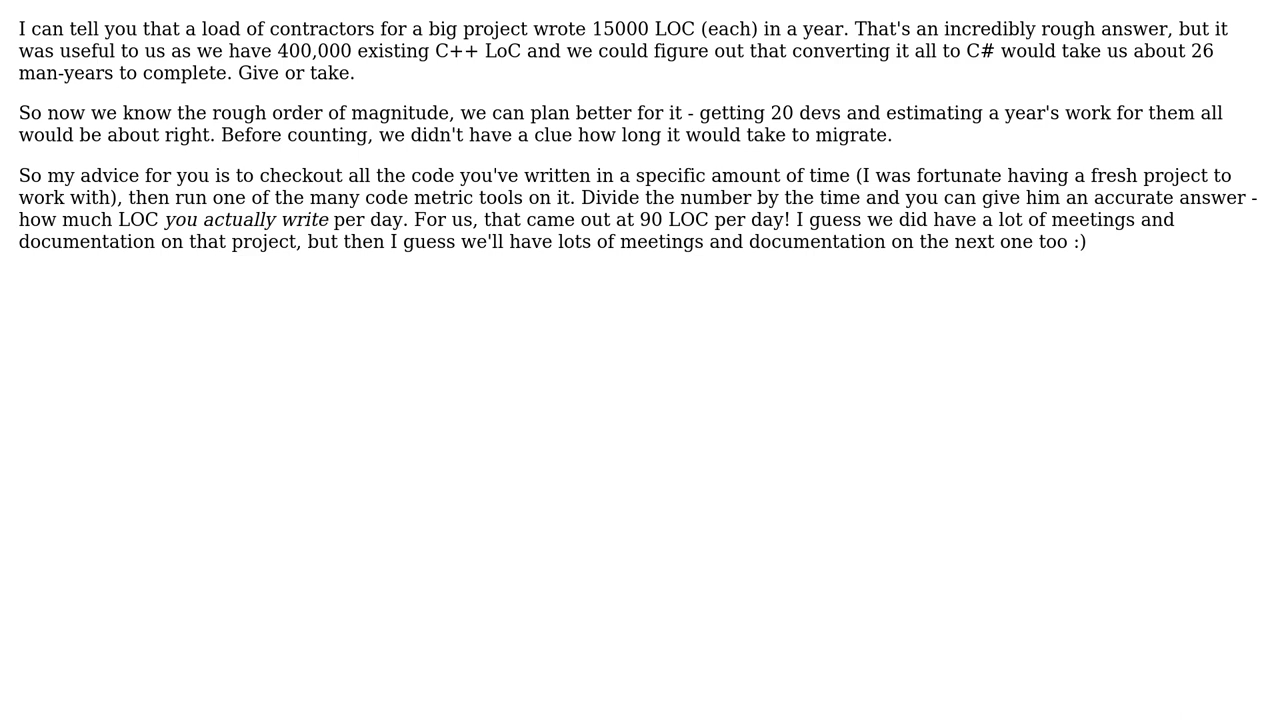 I can tell you that a load of contractors for a big project wrote 15000 LOC (each) in a year. That's an incredibly rough answer, but it
was useful to us as we have 400,000 existing C++ LoC and we could figure out that converting it all to C# would take us about 26
man-years to complete. Give or take.
So now we know the rough order of magnitude, we can plan better for it - getting 20 devs and estimating a year's work for them all
would be about right. Before counting, we didn't have a clue how long it would take to migrate.
So my advice for you is to checkout all the code you've written in a specific amount of time (I was fortunate having a fresh project to
work with), then run one of the many code metric tools on it. Divide the number by the time and you can give him an accurate answer -
how much LOC you actually write per day. For us, that came out at 90 LOC per day! I guess we did have a lot of meetings and
documentation on that project, but then I guess we'll have lots of meetings and documentation on the next one too :)